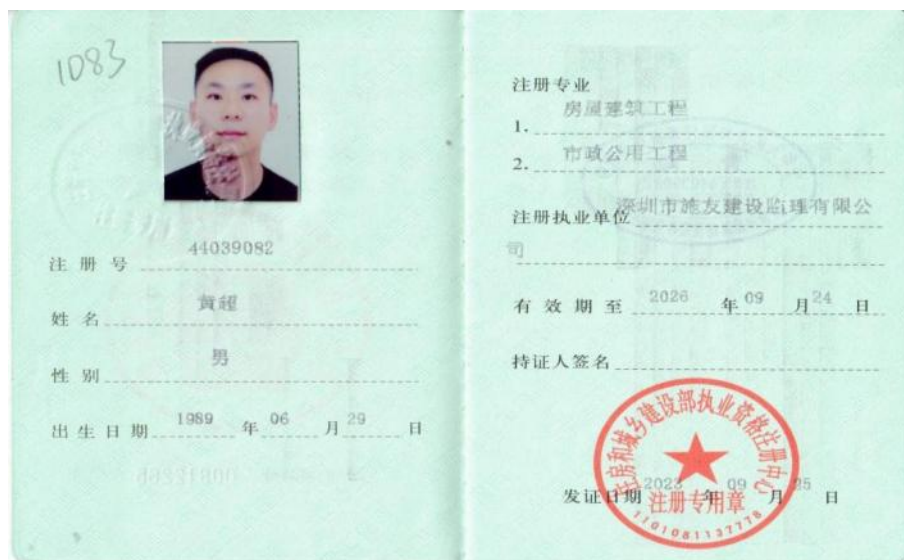 1083
注册号 44039082
姓名 黄超
性别 男
出生日期 1989 年 06 月 29 日
注册专业
1. 房屋建筑工程
2. 市政公用工程
注册执业单位 深圳市施友建设监理有限公
司
有效期至 2026 年 09 月 24 日
持证人签名
住房和城乡建设部执业资格注册中心
发证日期 2023 年 09 月 25 日
注册专用章
1101081137778